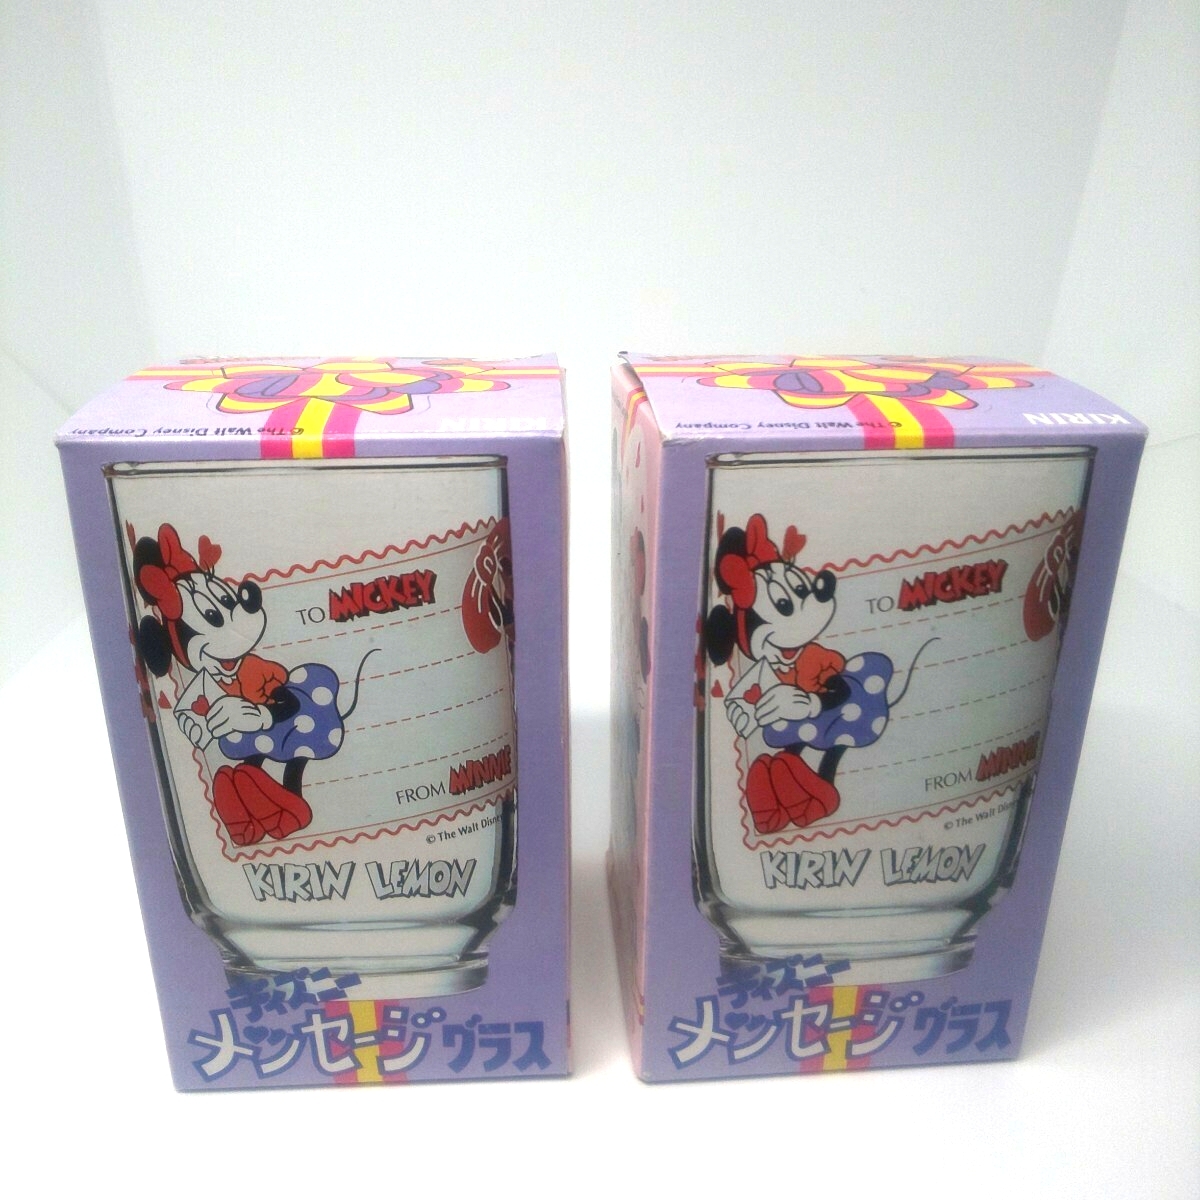 © The Walt Disney Company
KIRIN
TO MICKEY
FROM MINNIE
© The Walt Disney
KIRIN LEMON
ディズニー
メッセージグラス
© The Walt Disney Company
KIRIN
TO MICKEY
FROM MINNIE
© The Walt Disn
KIRIN LEMON
ディズニー
メッセージグラス